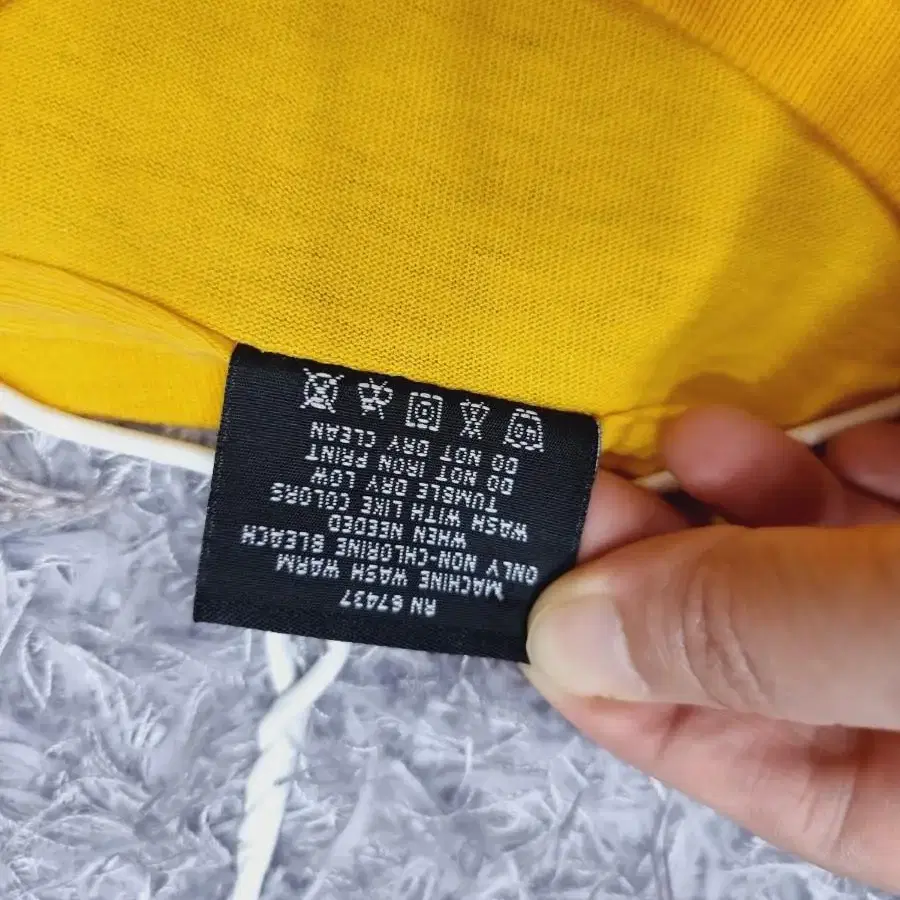 RN 67437
MACHINE WASH WARM
ONLY NON-CHLORINE BLEACH
WHEN NEEDED
WASH WITH LIKE COLORS
TUMBLE DRY LOW
DO NOT IRON PRINT
DO NOT DRY CLEAN
40